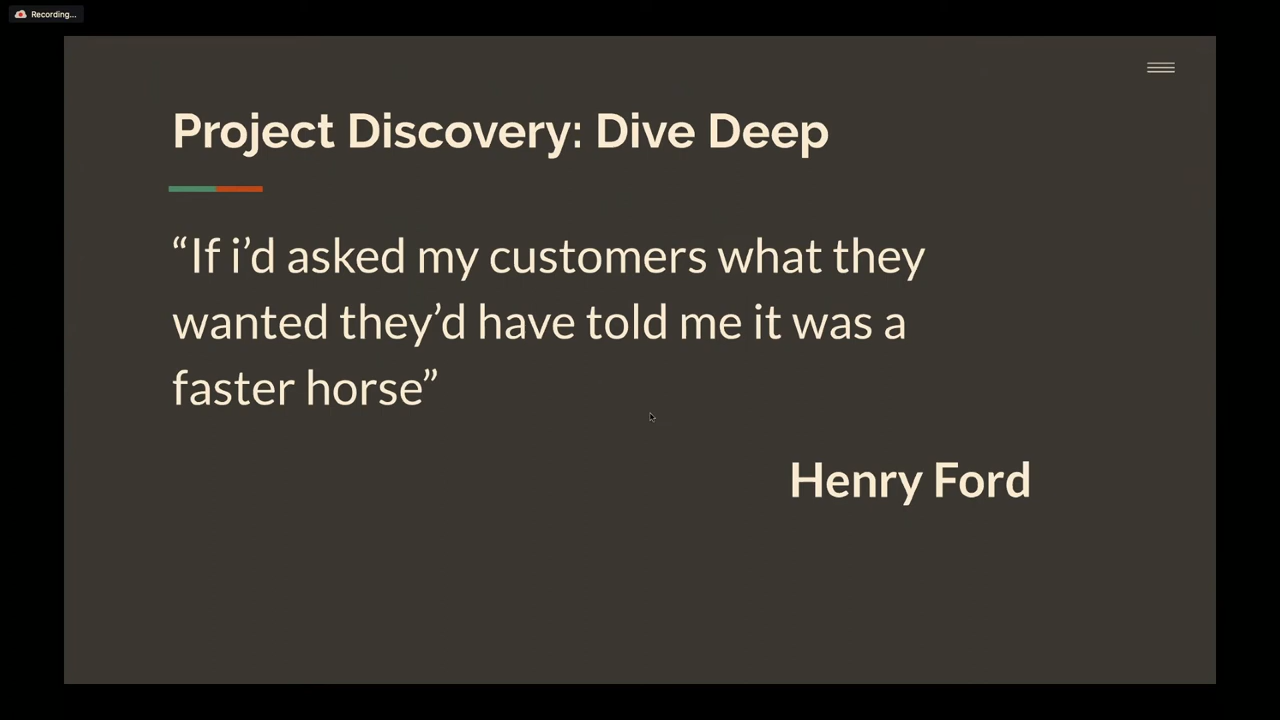 Recording...
Project Discovery: Dive Deep
“If i’d asked my customers what they
wanted they’d have told me it was a
faster horse”
Henry Ford